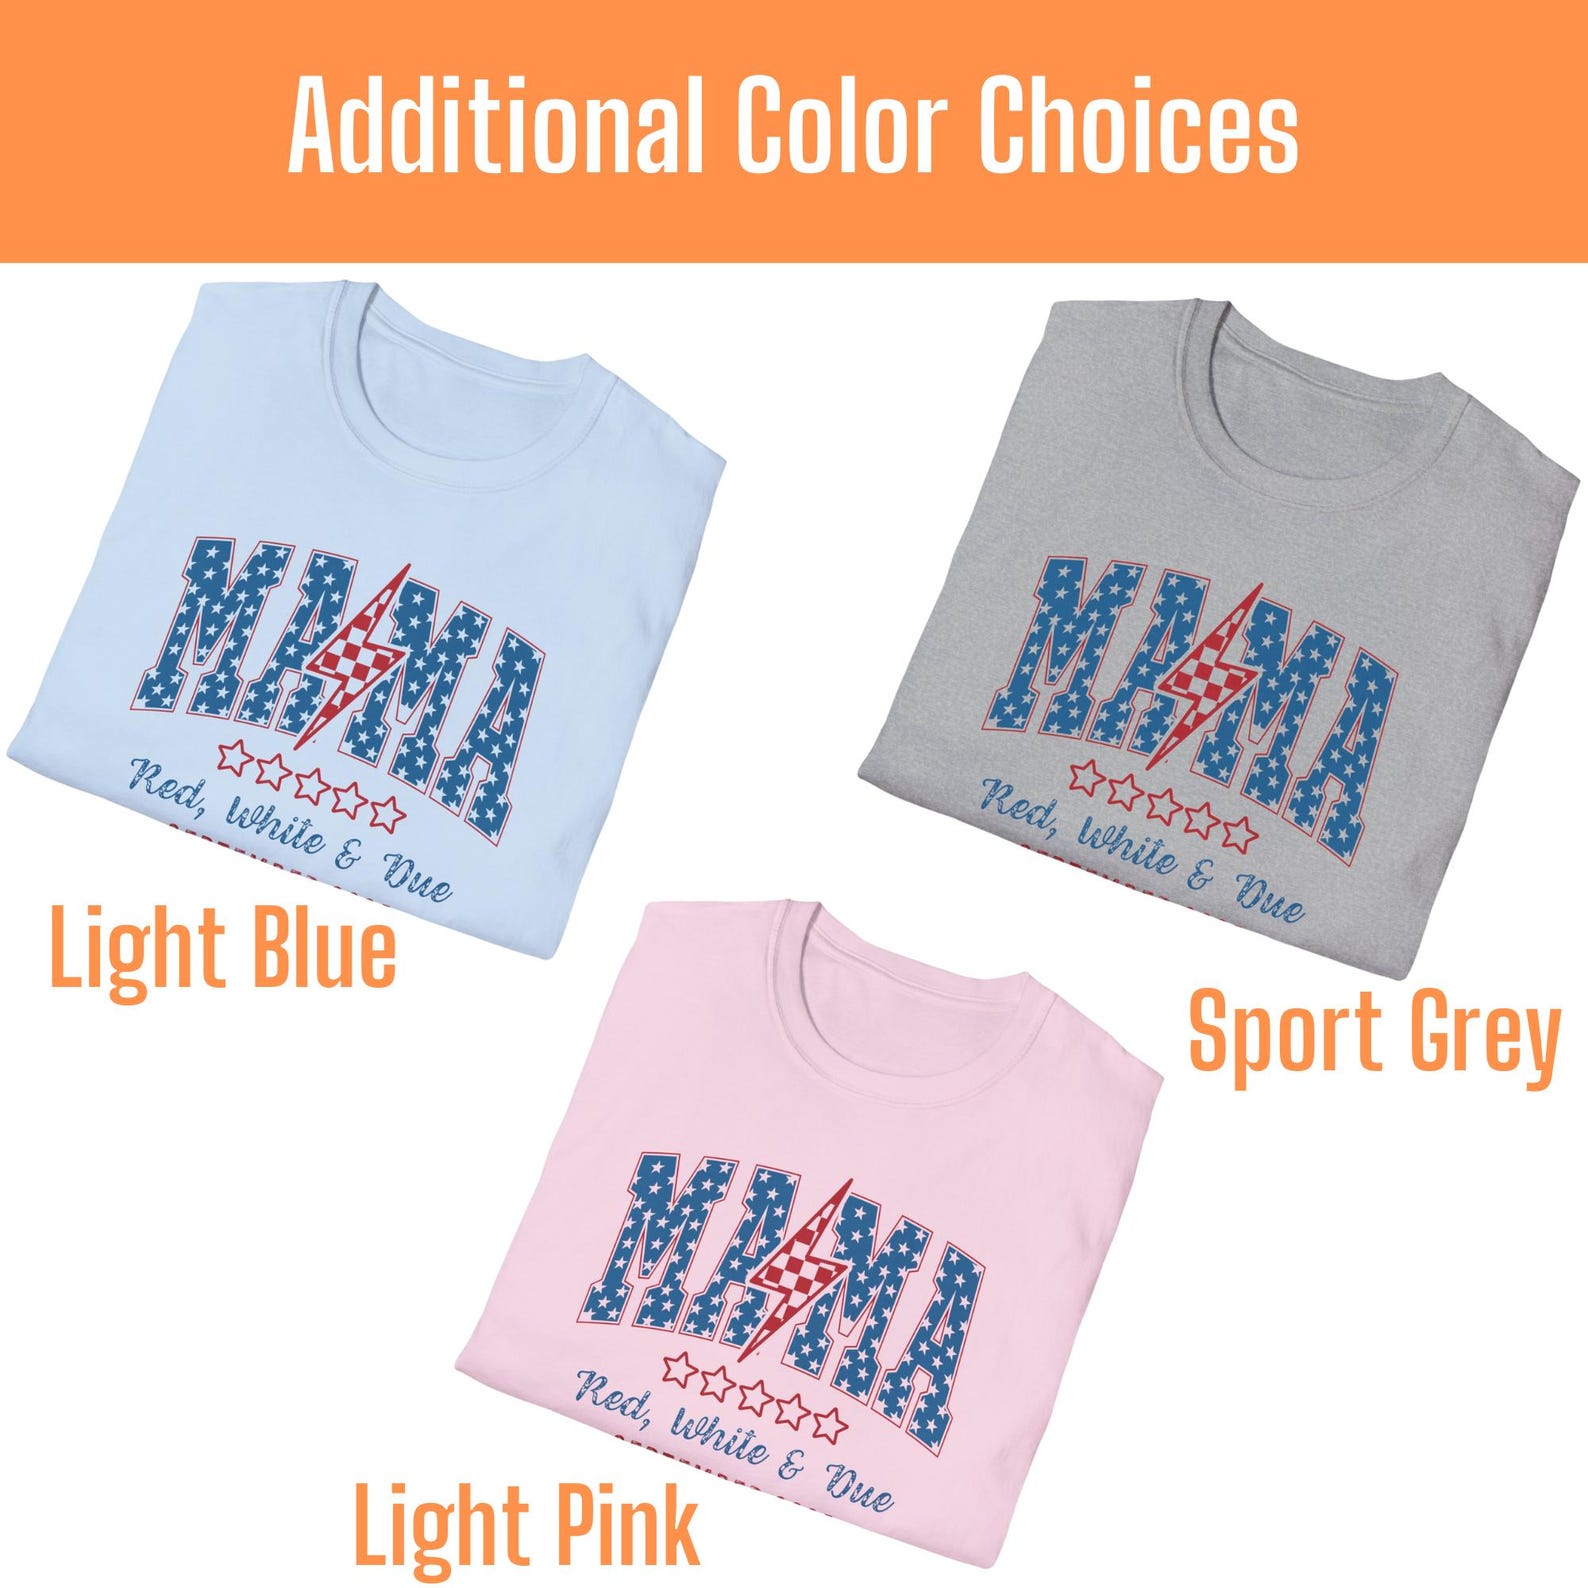 Additional Color Choices
MAMA
Red, White & Due
Light Blue
MAMA
Red, White & Due
Sport Grey
MAMA
Red, White & Due
Light Pink